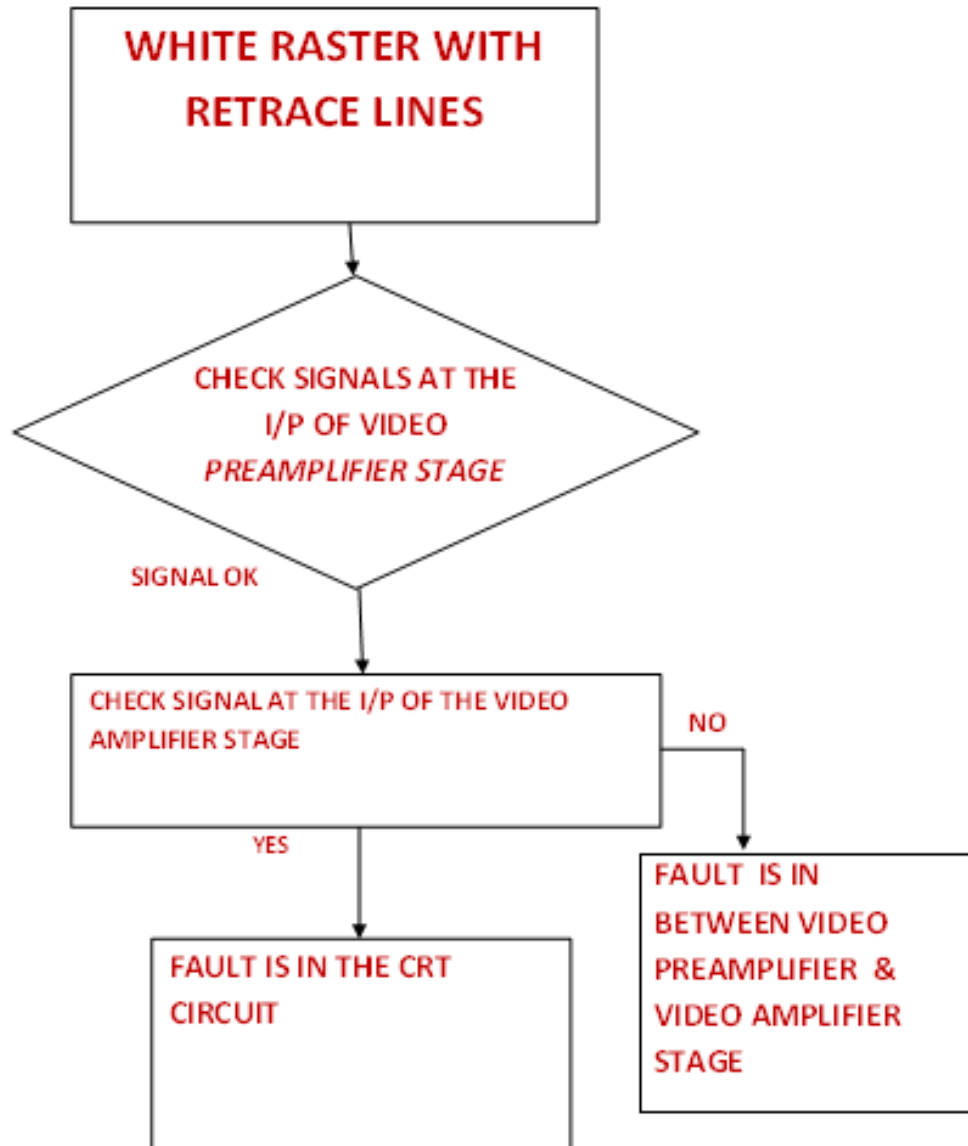 WHITE RASTER WITH
RETRACE LINES
CHECK SIGNALS AT THE
I/P OF VIDEO
PREAMPLIFIER STAGE
SIGNAL OK
CHECK SIGNAL AT THE I/P OF THE VIDEO
AMPLIFIER STAGE
NO
YES
FAULT IS IN
BETWEEN VIDEO
PREAMPLIFIER &
VIDEO AMPLIFIER
STAGE
FAULT IS IN THE CRT
CIRCUIT